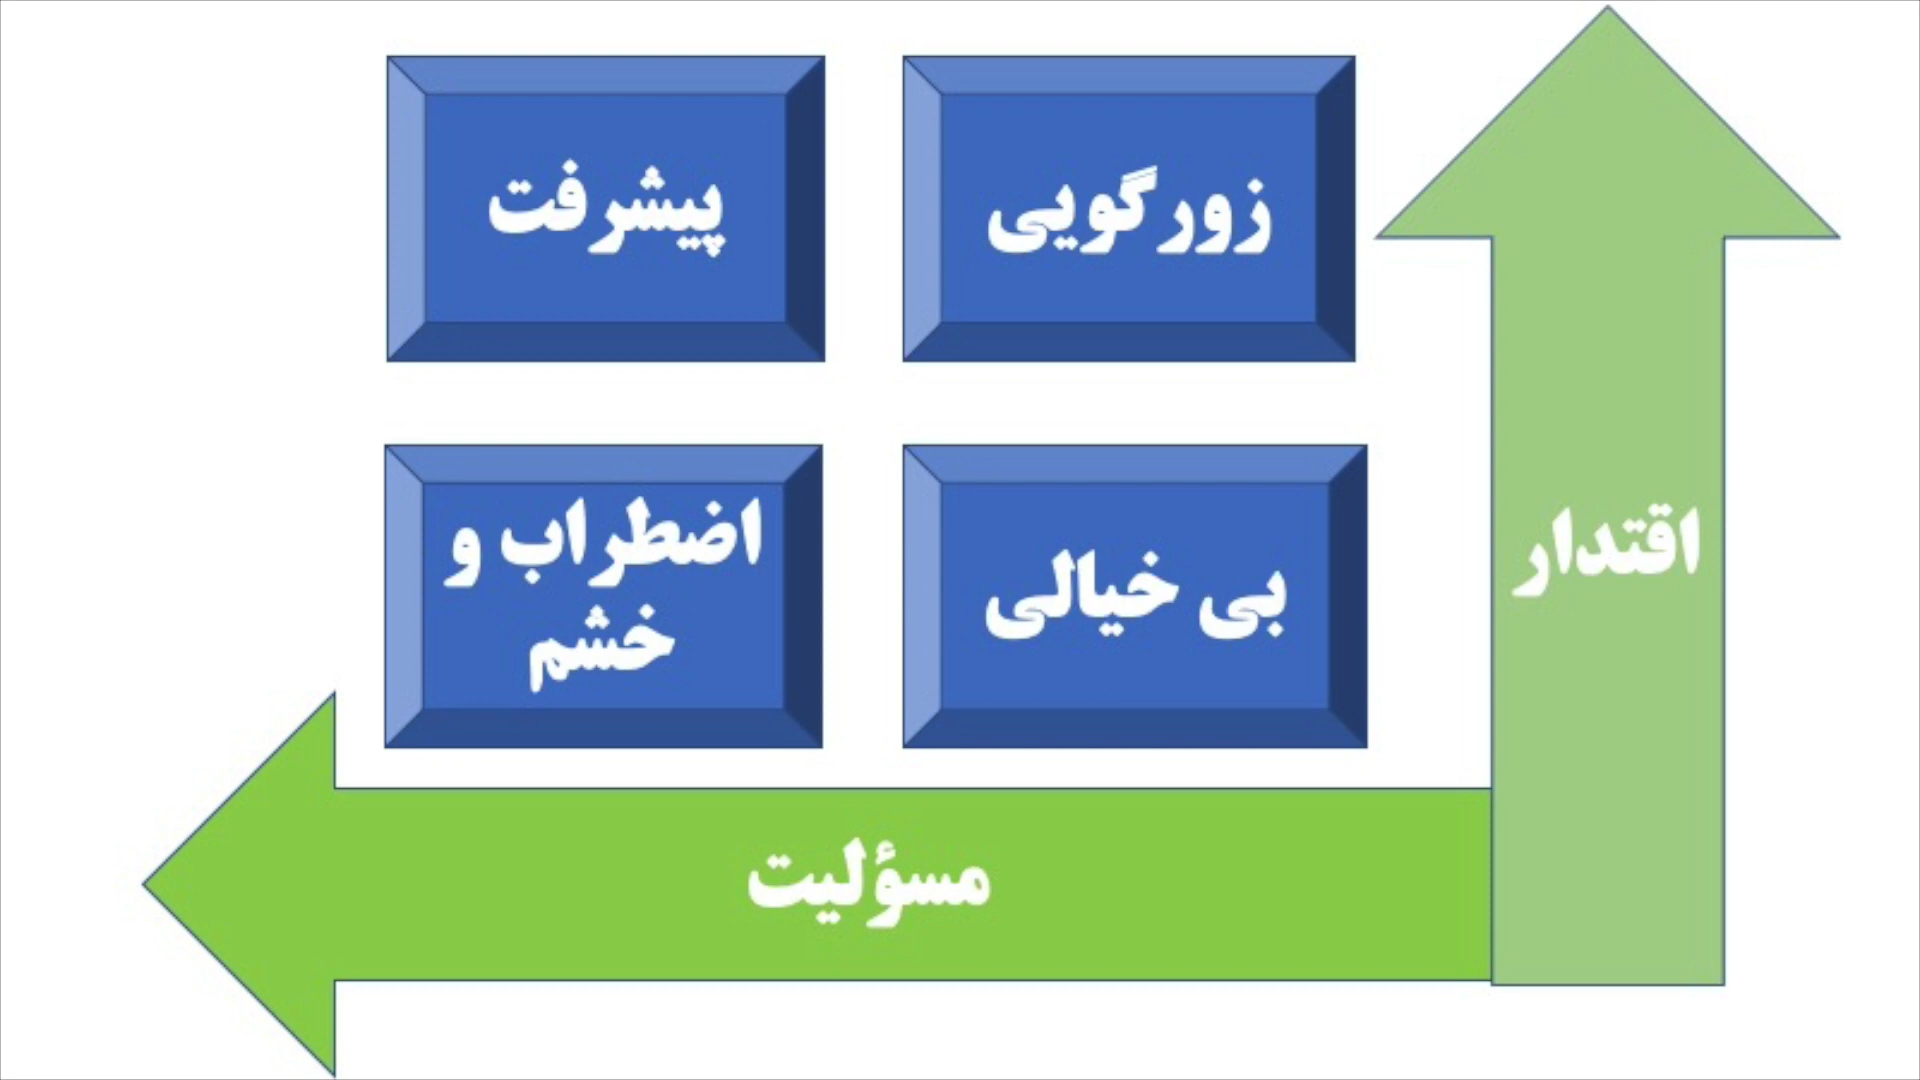 زورگویی
پیشرفت
بی خیالی
اضطراب و
خشم
اقتدار
مسؤلیت